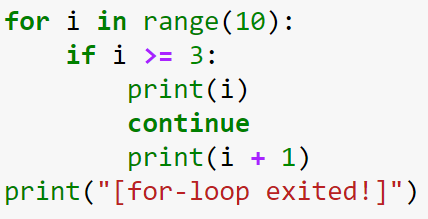 for i in range(10):
    if i >= 3:
        print(i)
        continue
        print(i + 1)
print("[for-loop exited!]")